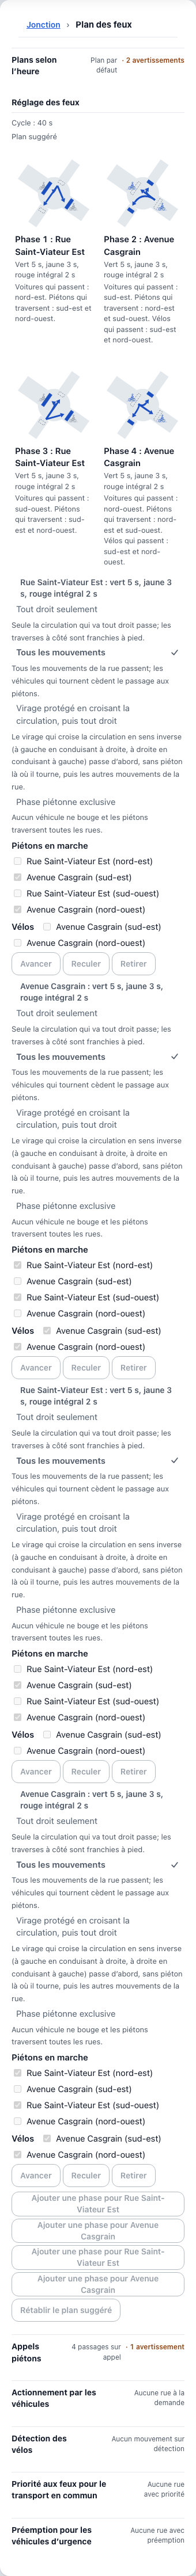 Jonction › Plan des feux
Plans selon l’heure
Plan par défaut · 2 avertissements
Réglage des feux
Cycle : 40 s
Plan suggéré
Phase 1 : Rue Saint-Viateur Est
Vert 5 s, jaune 3 s, rouge intégral 2 s
Voitures qui passent : nord-est. Piétons qui traversent : sud-est et nord-ouest.
Phase 2 : Avenue Casgrain
Vert 5 s, jaune 3 s, rouge intégral 2 s
Voitures qui passent : sud-est. Piétons qui traversent : nord-est et sud-ouest. Vélos qui passent : sud-est et nord-ouest.
Phase 3 : Rue Saint-Viateur Est
Vert 5 s, jaune 3 s, rouge intégral 2 s
Voitures qui passent : sud-ouest. Piétons qui traversent : sud-est et nord-ouest.
Phase 4 : Avenue Casgrain
Vert 5 s, jaune 3 s, rouge intégral 2 s
Voitures qui passent : nord-ouest. Piétons qui traversent : nord-est et sud-ouest. Vélos qui passent : sud-est et nord-ouest.
Rue Saint-Viateur Est : vert 5 s, jaune 3 s, rouge intégral 2 s
Tout droit seulement
Seule la circulation qui va tout droit passe; les traverses à côté sont franchies à pied.
Tous les mouvements ✓
Tous les mouvements de la rue passent; les véhicules qui tournent cèdent le passage aux piétons.
Virage protégé en croisant la circulation, puis tout droit
Le virage qui croise la circulation en sens inverse (à gauche en conduisant à droite, à droite en conduisant à gauche) passe d’abord, sans piéton là où il tourne, puis les autres mouvements de la rue.
Phase piétonne exclusive
Aucun véhicule ne bouge et les piétons traversent toutes les rues.
Piétons en marche
Rue Saint-Viateur Est (nord-est)
Avenue Casgrain (sud-est)
Rue Saint-Viateur Est (sud-ouest)
Avenue Casgrain (nord-ouest)
Vélos Avenue Casgrain (sud-est)
Avenue Casgrain (nord-ouest)
Avancer Reculer Retirer
Avenue Casgrain : vert 5 s, jaune 3 s, rouge intégral 2 s
Tout droit seulement
Seule la circulation qui va tout droit passe; les traverses à côté sont franchies à pied.
Tous les mouvements ✓
Tous les mouvements de la rue passent; les véhicules qui tournent cèdent le passage aux piétons.
Virage protégé en croisant la circulation, puis tout droit
Le virage qui croise la circulation en sens inverse (à gauche en conduisant à droite, à droite en conduisant à gauche) passe d’abord, sans piéton là où il tourne, puis les autres mouvements de la rue.
Phase piétonne exclusive
Aucun véhicule ne bouge et les piétons traversent toutes les rues.
Piétons en marche
Rue Saint-Viateur Est (nord-est)
Avenue Casgrain (sud-est)
Rue Saint-Viateur Est (sud-ouest)
Avenue Casgrain (nord-ouest)
Vélos Avenue Casgrain (sud-est)
Avenue Casgrain (nord-ouest)
Avancer Reculer Retirer
Rue Saint-Viateur Est : vert 5 s, jaune 3 s, rouge intégral 2 s
Tout droit seulement
Seule la circulation qui va tout droit passe; les traverses à côté sont franchies à pied.
Tous les mouvements ✓
Tous les mouvements de la rue passent; les véhicules qui tournent cèdent le passage aux piétons.
Virage protégé en croisant la circulation, puis tout droit
Le virage qui croise la circulation en sens inverse (à gauche en conduisant à droite, à droite en conduisant à gauche) passe d’abord, sans piéton là où il tourne, puis les autres mouvements de la rue.
Phase piétonne exclusive
Aucun véhicule ne bouge et les piétons traversent toutes les rues.
Piétons en marche
Rue Saint-Viateur Est (nord-est)
Avenue Casgrain (sud-est)
Rue Saint-Viateur Est (sud-ouest)
Avenue Casgrain (nord-ouest)
Vélos Avenue Casgrain (sud-est)
Avenue Casgrain (nord-ouest)
Avancer Reculer Retirer
Avenue Casgrain : vert 5 s, jaune 3 s, rouge intégral 2 s
Tout droit seulement
Seule la circulation qui va tout droit passe; les traverses à côté sont franchies à pied.
Tous les mouvements ✓
Tous les mouvements de la rue passent; les véhicules qui tournent cèdent le passage aux piétons.
Virage protégé en croisant la circulation, puis tout droit
Le virage qui croise la circulation en sens inverse (à gauche en conduisant à droite, à droite en conduisant à gauche) passe d’abord, sans piéton là où il tourne, puis les autres mouvements de la rue.
Phase piétonne exclusive
Aucun véhicule ne bouge et les piétons traversent toutes les rues.
Piétons en marche
Rue Saint-Viateur Est (nord-est)
Avenue Casgrain (sud-est)
Rue Saint-Viateur Est (sud-ouest)
Avenue Casgrain (nord-ouest)
Vélos Avenue Casgrain (sud-est)
Avenue Casgrain (nord-ouest)
Avancer Reculer Retirer
Ajouter une phase pour Rue Saint-Viateur Est
Ajouter une phase pour Avenue Casgrain
Ajouter une phase pour Rue Saint-Viateur Est
Ajouter une phase pour Avenue Casgrain
Rétablir le plan suggéré
Appels piétons
4 passages sur appel · 1 avertissement
Actionnement par les véhicules
Aucune rue à la demande
Détection des vélos
Aucun mouvement sur détection
Priorité aux feux pour le transport en commun
Aucune rue avec priorité
Préemption pour les véhicules d’urgence
Aucune rue avec préemption